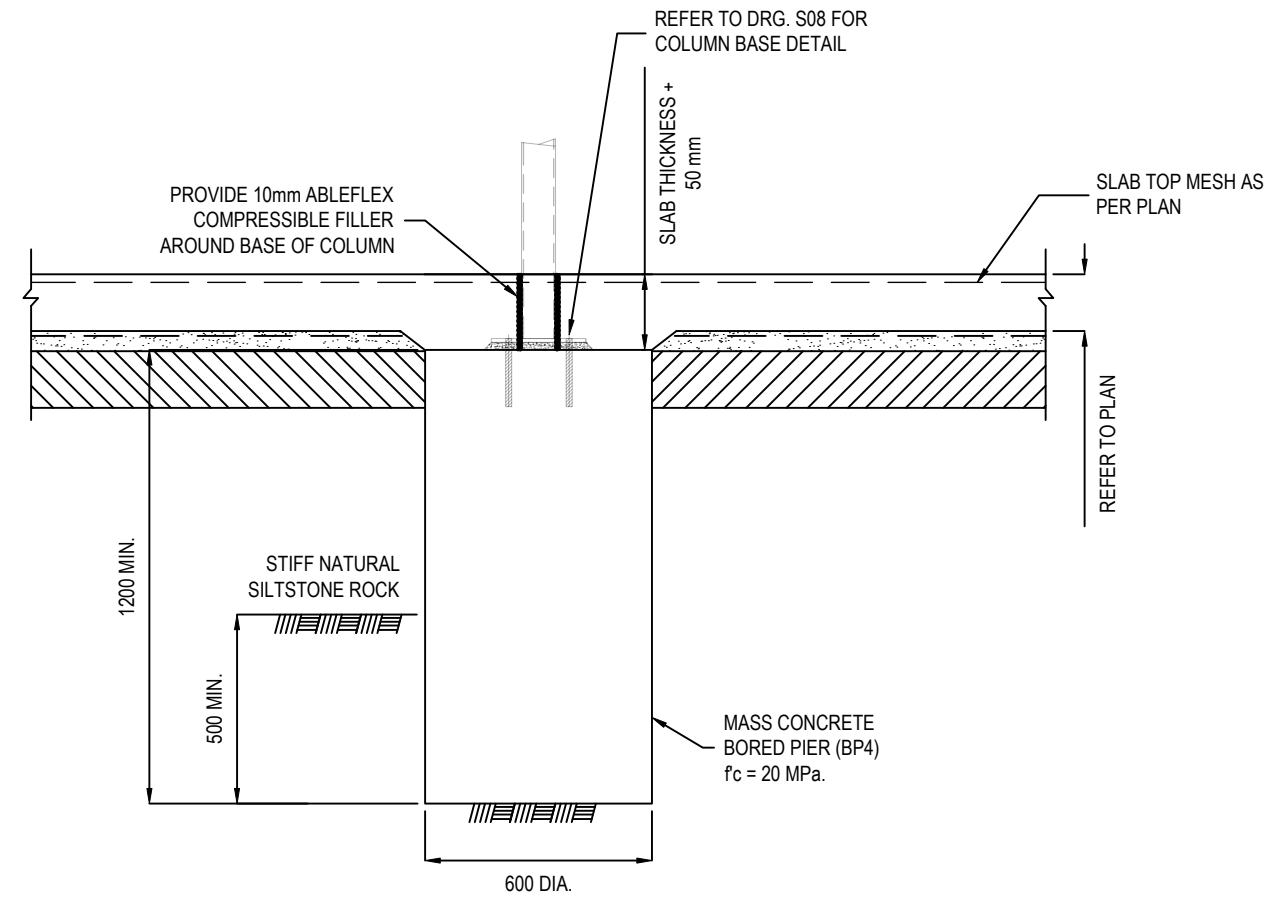 REFER TO DRG. S08 FOR
COLUMN BASE DETAIL
SLAB THICKNESS +
50 mm
PROVIDE 10mm ABLEFLEX
COMPRESSIBLE FILLER
AROUND BASE OF COLUMN
SLAB TOP MESH AS
PER PLAN
REFER TO PLAN
1200 MIN.
STIFF NATURAL
SILTSTONE ROCK
500 MIN.
MASS CONCRETE
BORED PIER (BP4)
f'c = 20 MPa.
600 DIA.